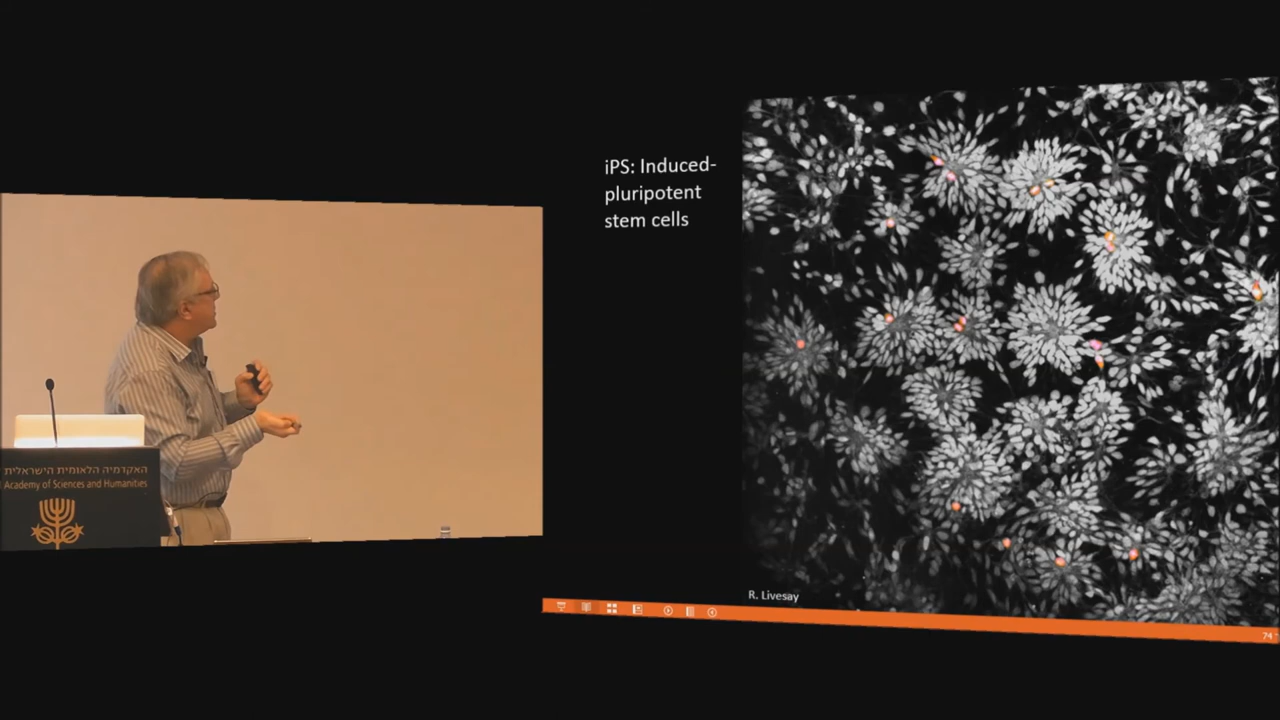 האקדמיה הלאומית הישראלית
Academy of Sciences and Humanities
iPS: Induced-
pluripotent
stem cells
R. Livesay
74